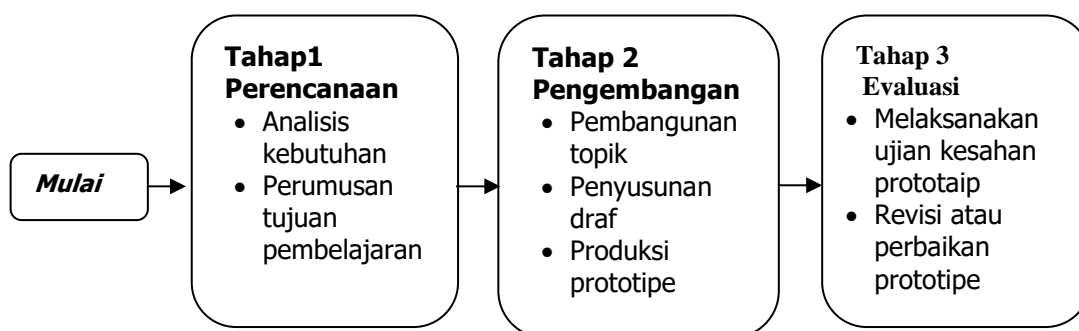 Mulai
Tahap1
Perencanaan
• Analisis
kebutuhan
• Perumusan
tujuan
pembelajaran
Tahap 2
Pengembangan
• Pembangunan
topik
• Penyusunan
draf
• Produksi
prototipe
Tahap 3
Evaluasi
• Melaksanakan
ujian kesahan
prototaip
• Revisi atau
perbaikan
prototipe